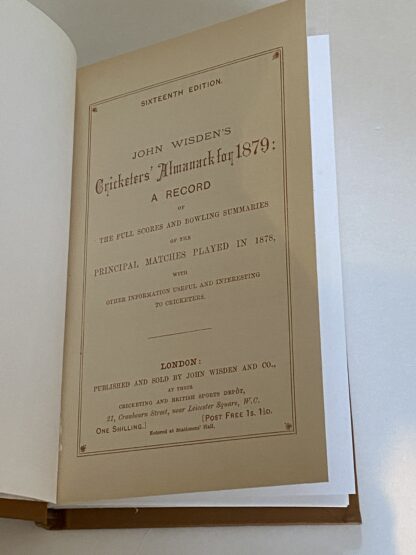 SIXTEENTH EDITION.
JOHN WISDEN'S
Cricketers' Almanack for 1879:
A RECORD
OF
THE FULL SCORES AND BOWLING SUMMARIES
OF THE
PRINCIPAL MATCHES PLAYED IN 1878,
WITH
OTHER INFORMATION USEFUL AND INTERESTING
TO CRICKETERS.
LONDON:
PUBLISHED AND SOLD BY JOHN WISDEN AND CO.,
AT THEIR
CRICKETING AND BRITISH SPORTS DEPÔT,
21, Cranbourn Street, near Leicester Square, W.C.
ONE SHILLING.] Entered at Stationers' Hall. [POST FREE 1S. 1½D.